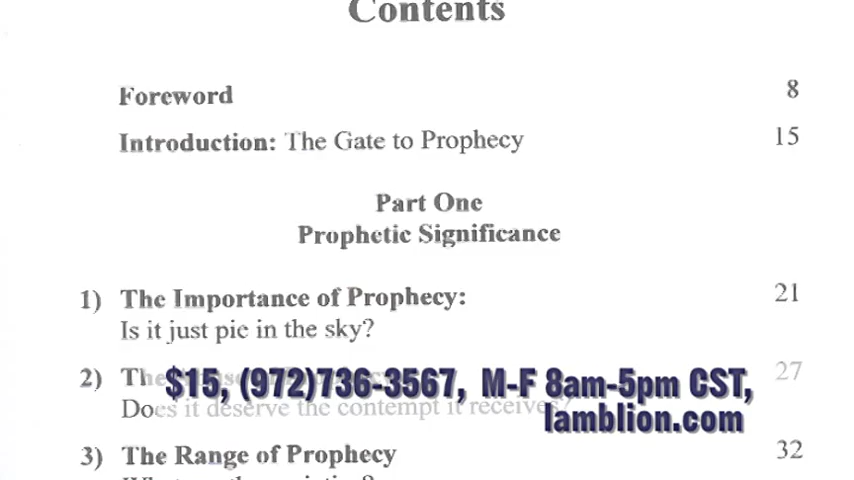 Contents
Foreword 8
Introduction: The Gate to Prophecy 15
Part One
Prophetic Significance
1) The Importance of Prophecy: 21
Is it just pie in the sky?
2) The 27
$15, (972)736-3567, M-F 8am-5pm CST,
Does it deserve the contempt it receives?
lamblion.com
3) The Range of Prophecy 32